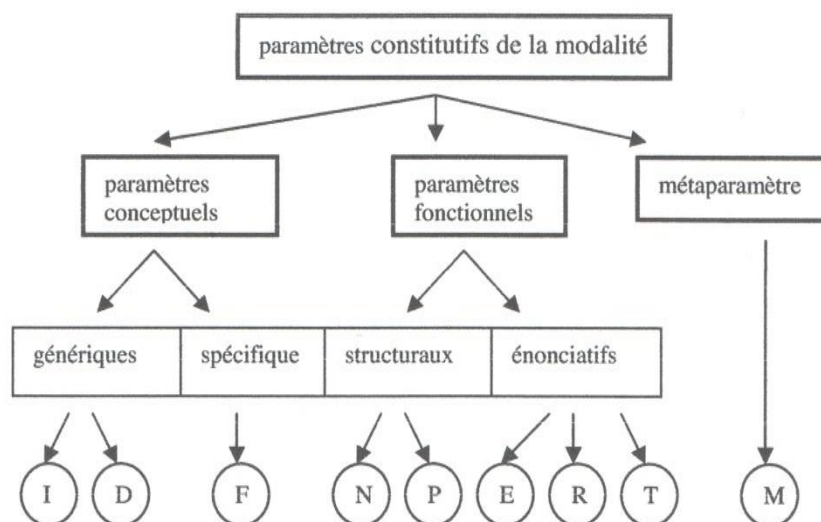 paramètres constitutifs de la modalité
paramètres
conceptuels
paramètres
fonctionnels
métaparamètre
génériques
spécifique
structuraux
énonciatifs
I
D
F
N
P
E
R
T
M